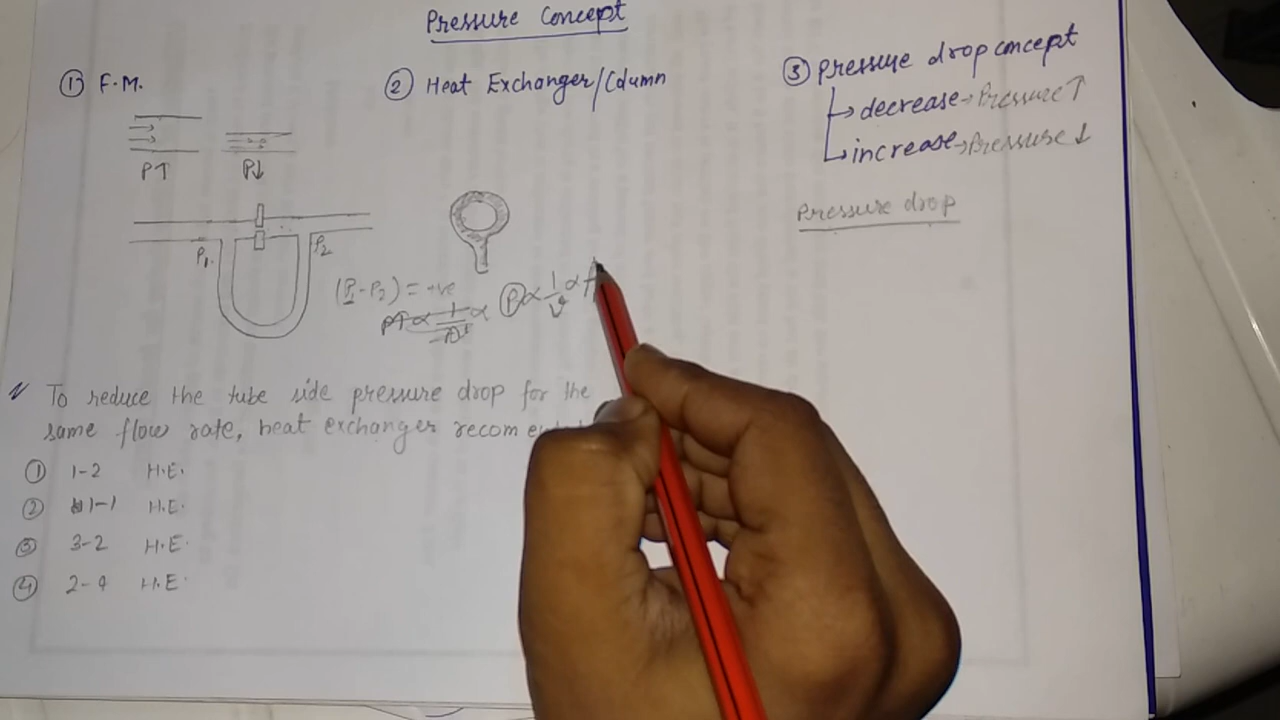 Pressure Concept
① F.M.
P↑ P↓
P₁ P₂
(P₁-P₂) = +ve
② Heat Exchanger/Column
P ∝ 1/v ∝ A
③ Pressure drop concept
↳ decrease → Pressure ↑
↳ increase → Pressure ↓
Pressure drop
To reduce the tube side pressure drop for the
same flow rate, heat exchanger
① 1-2 H.E.
② 1-1 H.E.
③ 3-2 H.E.
④ 2-4 H.E.